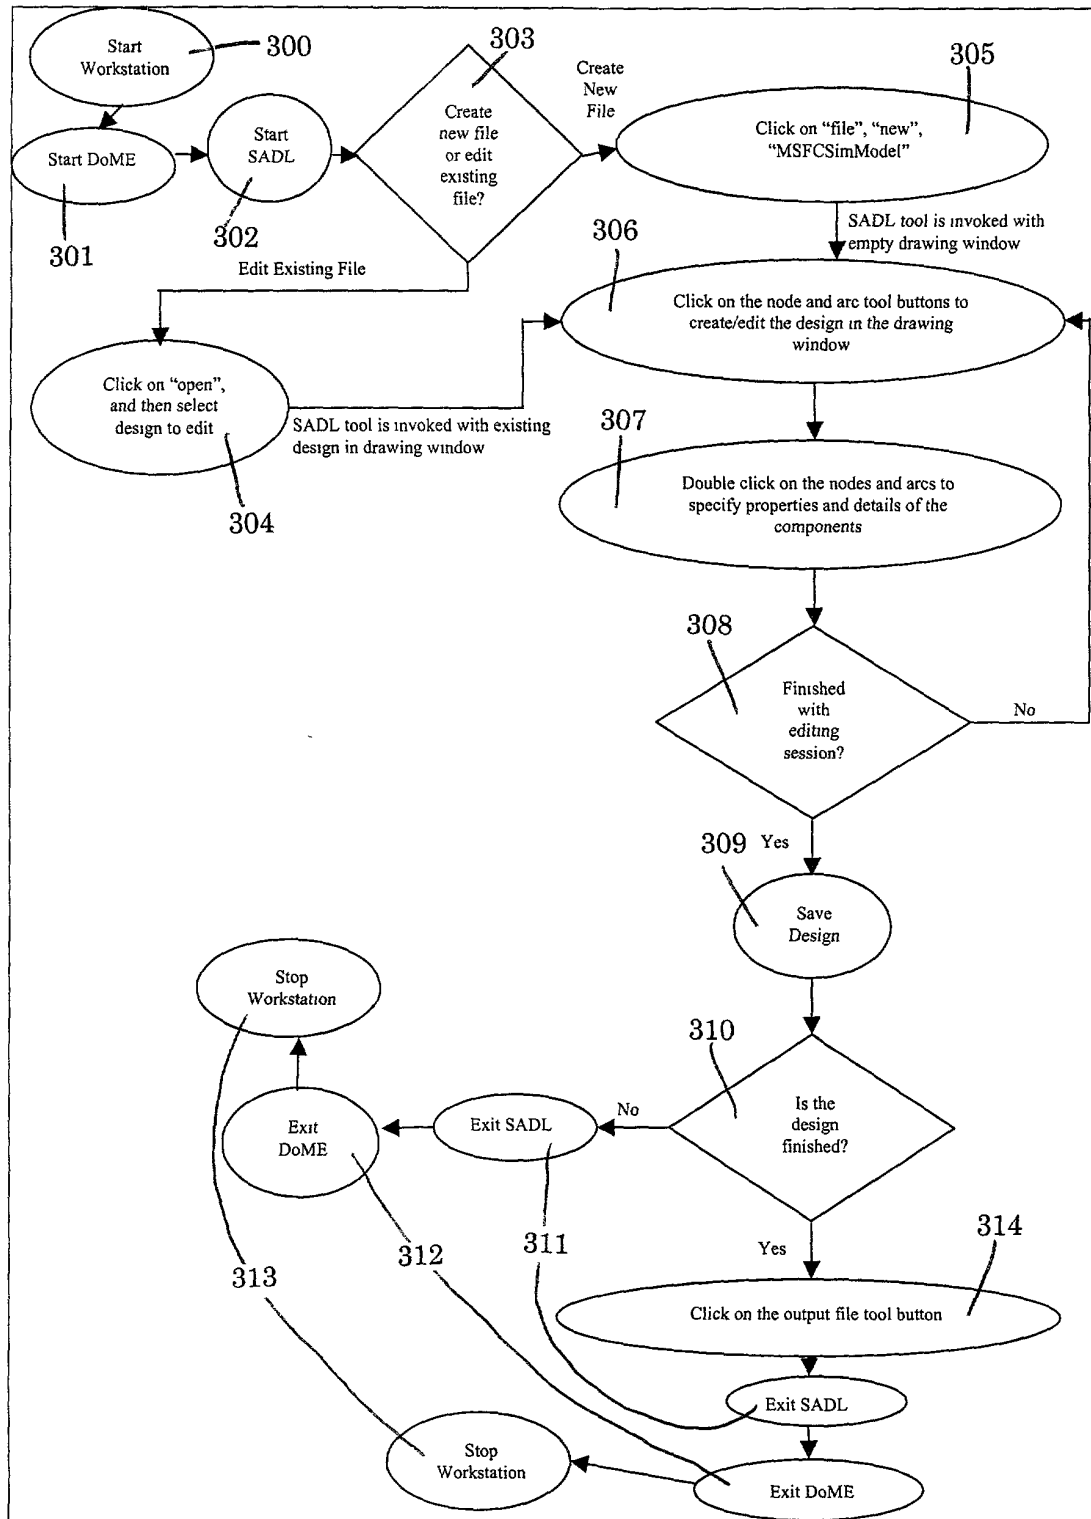 Start
Workstation
300
Start DoME
301
Start
SADL
302
303
Create
new file
or edit
existing
file?
Create
New
File
305
Click on “file”, “new”,
“MSFCSimModel”
SADL tool is invoked with
empty drawing window
Edit Existing File
306
Click on the node and arc tool buttons to
create/edit the design in the drawing
window
Click on “open”,
and then select
design to edit
304
SADL tool is invoked with existing
design in drawing window
307
Double click on the nodes and arcs to
specify properties and details of the
components
308
Finished
with
editing
session?
No
Yes
309
Save
Design
310
Is the
design
finished?
No
Exit SADL
Exit
DoME
Stop
Workstation
311
312
313
Yes
314
Click on the output file tool button
Exit SADL
Exit DoME
Stop
Workstation